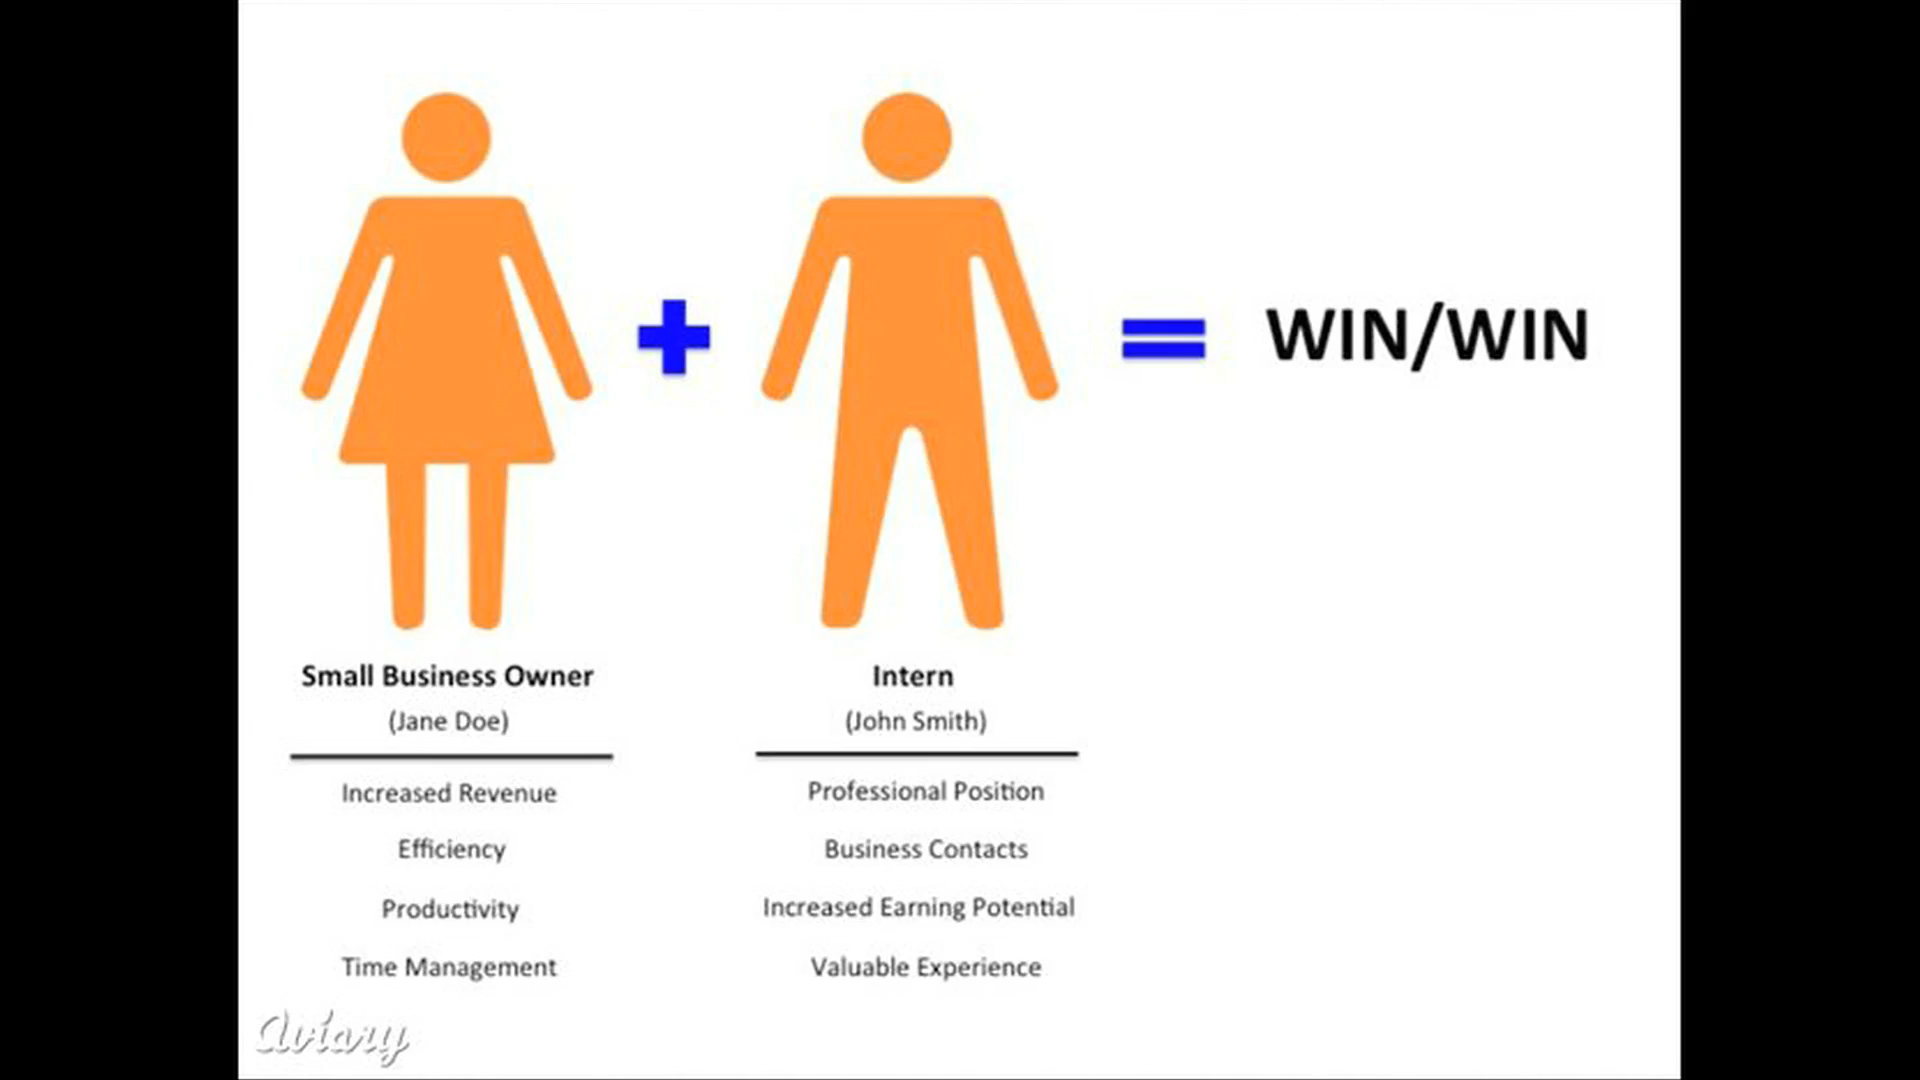 WIN/WIN
Small Business Owner
(Jane Doe)
Increased Revenue
Efficiency
Productivity
Time Management
Intern
(John Smith)
Professional Position
Business Contacts
Increased Earning Potential
Valuable Experience
Aviary